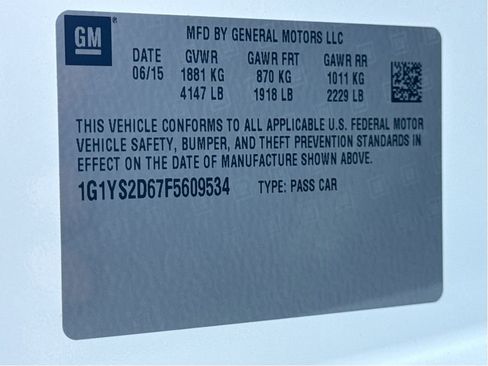 GM
MFD BY GENERAL MOTORS LLC
DATE GVWR GAWR FRT GAWR RR
06/15 1881 KG 870 KG 1011 KG
4147 LB 1918 LB 2229 LB
THIS VEHICLE CONFORMS TO ALL APPLICABLE U.S. FEDERAL MOTOR
VEHICLE SAFETY, BUMPER, AND THEFT PREVENTION STANDARDS IN
EFFECT ON THE DATE OF MANUFACTURE SHOWN ABOVE.
1G1YS2D67F5609534 TYPE: PASS CAR